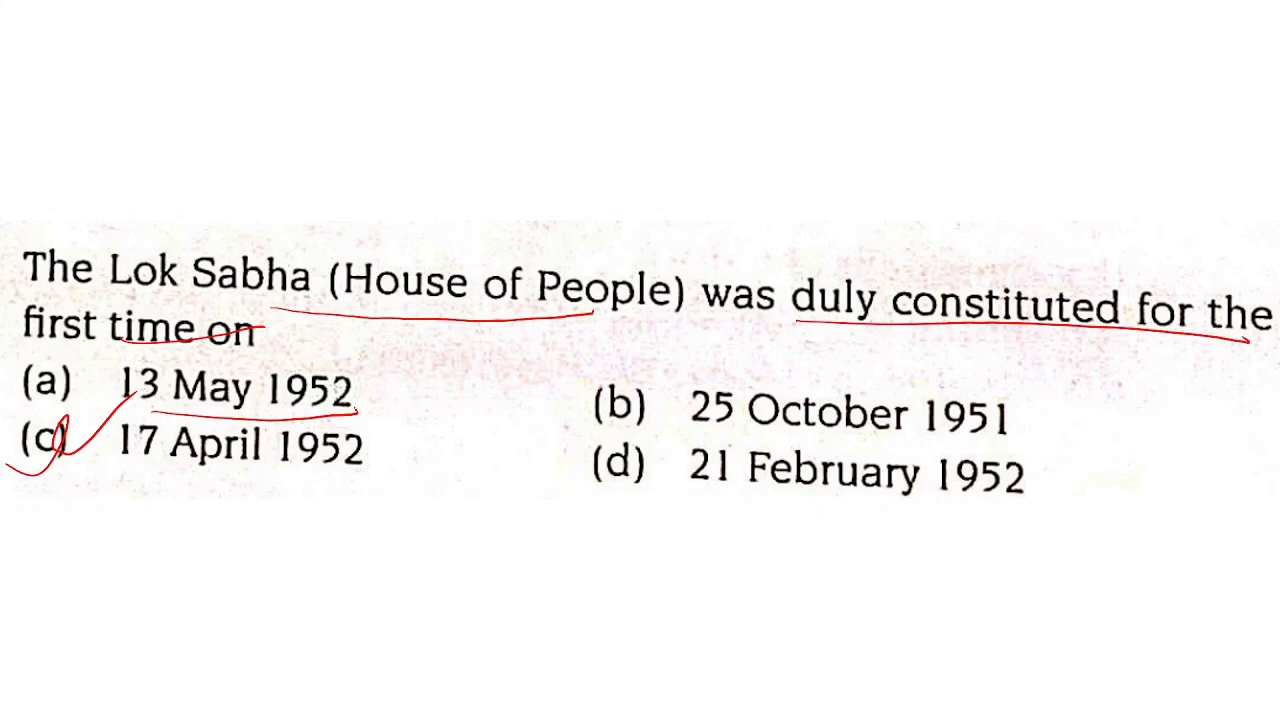 The Lok Sabha (House of People) was duly constituted for the
first time on
(a) 13 May 1952 (b) 25 October 1951
(c) 17 April 1952 (d) 21 February 1952